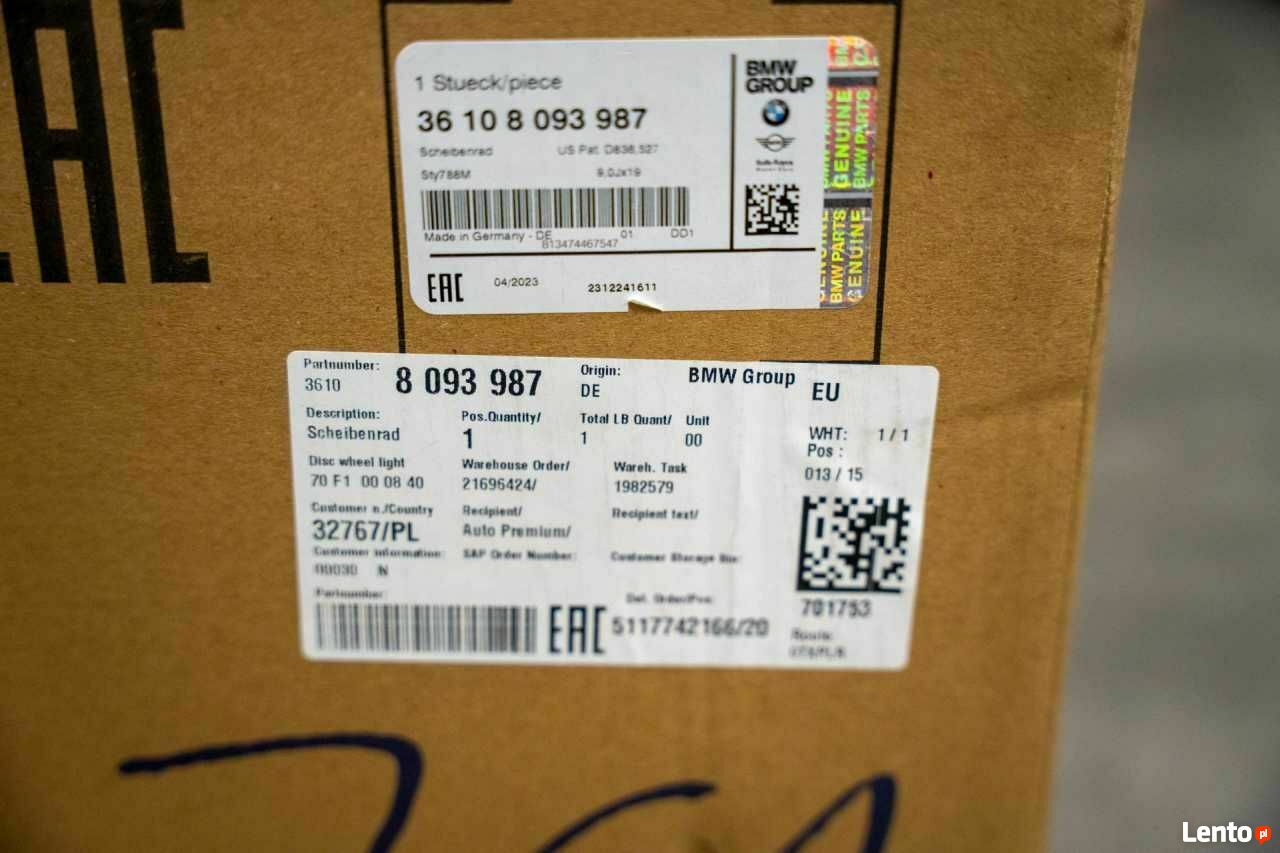 EAC
1 Stueck/piece
36 10 8 093 987
Scheibenrad US Pat. D838,527
Sty788M 9,0Jx19
Made in Germany - DE 01 DD1
813474467547
EAC 04/2023 2312241611
BMW
GROUP
GENUINE
BMW PARTS
BMW PARTS
GENUINE
Partnumber:
3610 8 093 987
Origin:
DE
BMW Group EU
Description:
Scheibenrad
Pos.Quantity/
1
Total LB Quant/
1
Unit
00
WHT: 1/1
Pos :
013 / 15
Disc wheel light
70 F1 00 08 40
Warehouse Order/
21696424/
Wareh. Task
1982579
Customer n./Country
32767/PL
Recipient/
Auto Premium/
Recipient text/
Customer information:
00030 N
SAP Order Number:
Customer Storage
Partnumber
EAC
Del. Order/Pos:
5117742166/20
701753
Route:
Lento.pl